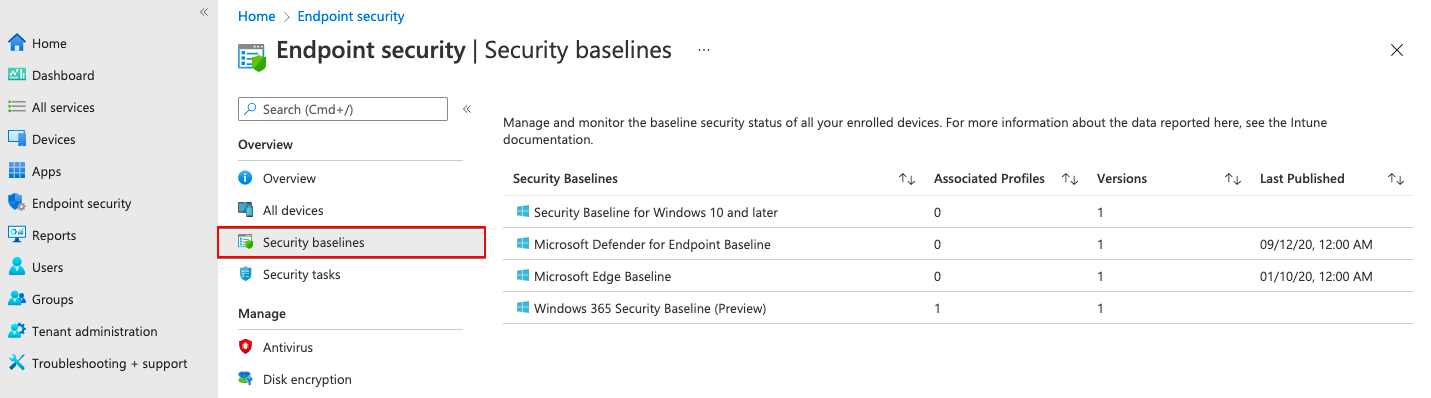 «
Home
Dashboard
All services
Devices
Apps
Endpoint security
Reports
Users
Groups
Tenant administration
Troubleshooting + support
Home > Endpoint security
Endpoint security | Security baselines ...
Search (Cmd+/) «
Overview
Overview
All devices
Security baselines
Security tasks
Manage
Antivirus
Disk encryption
Manage and monitor the baseline security status of all your enrolled devices. For more information about the data reported here, see the Intune
documentation.
Security Baselines ↑↓ Associated Profiles ↑↓ Versions ↑↓ Last Published ↑↓
Security Baseline for Windows 10 and later 0 1
Microsoft Defender for Endpoint Baseline 0 1 09/12/20, 12:00 AM
Microsoft Edge Baseline 0 1 01/10/20, 12:00 AM
Windows 365 Security Baseline (Preview) 1 1